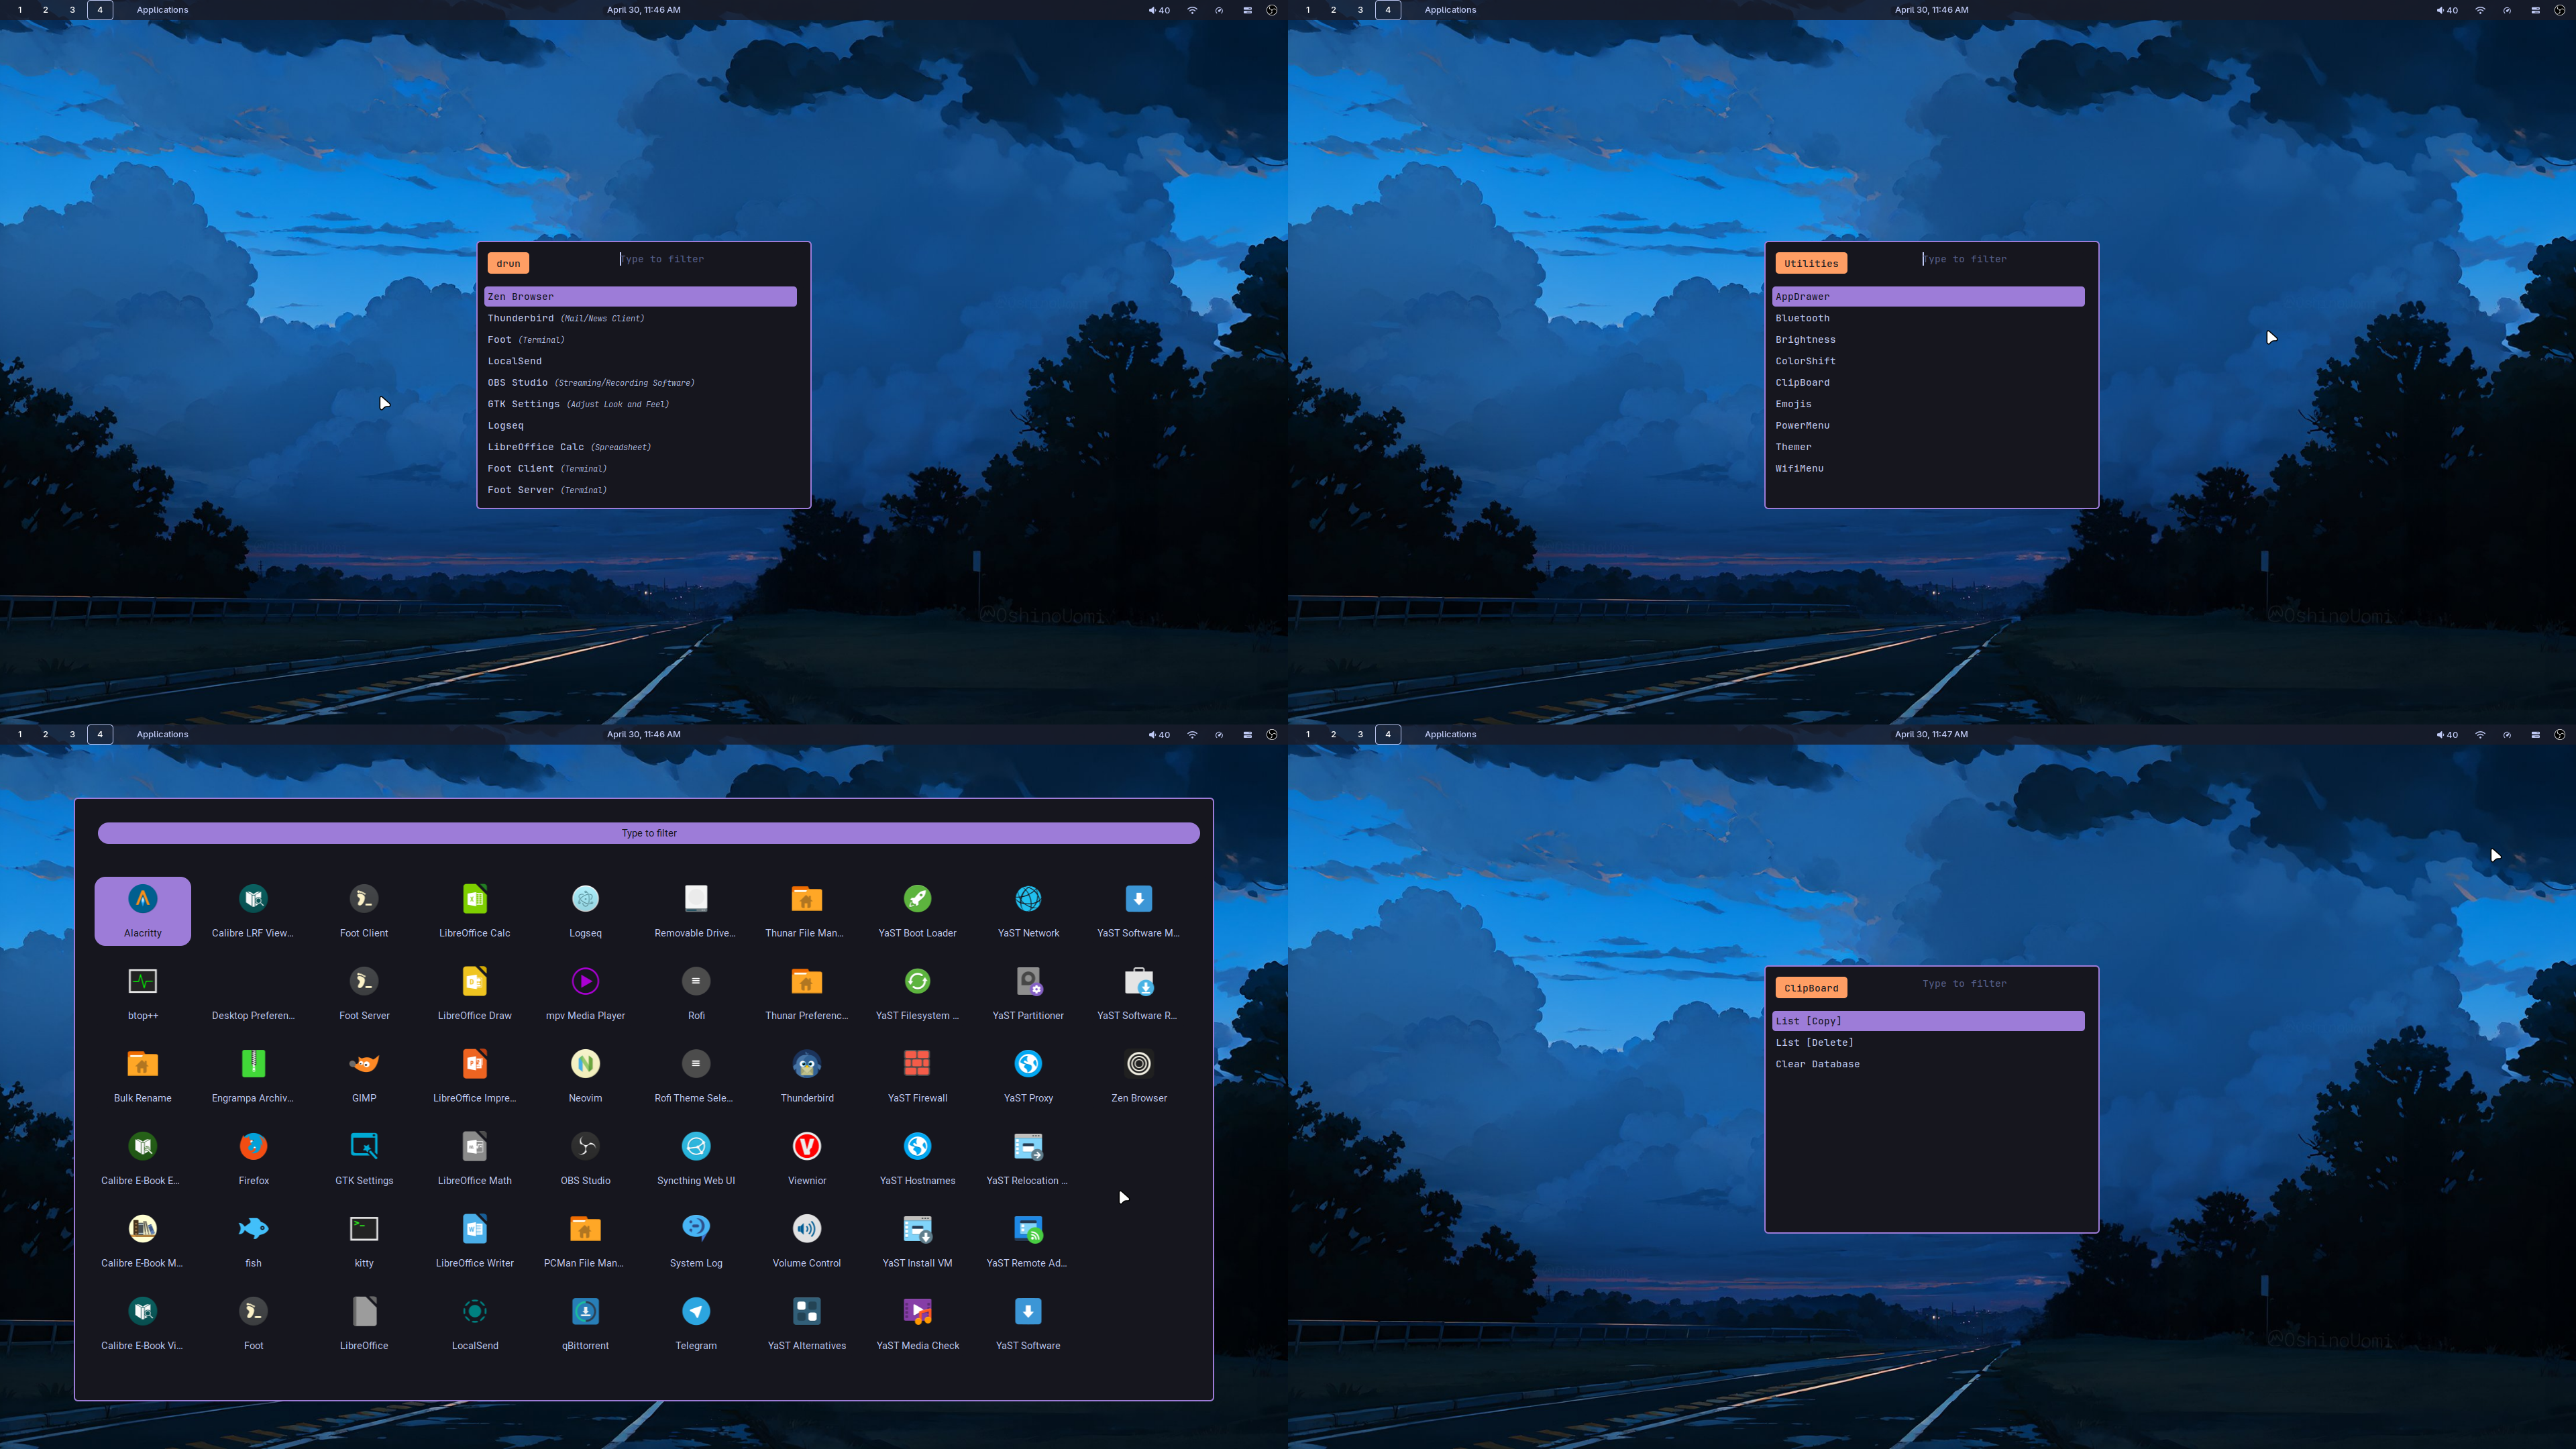 1 2 3 4 Applications April 30, 11:46 AM 40
drun Type to filter
Zen Browser
Thunderbird (Mail/News Client)
Foot (Terminal)
LocalSend
OBS Studio (Streaming/Recording Software)
GTK Settings (Adjust Look and Feel)
Logseq
LibreOffice Calc (Spreadsheet)
Foot Client (Terminal)
Foot Server (Terminal)
@OshinoUomi
1 2 3 4 Applications April 30, 11:46 AM 40
Utilities Type to filter
AppDrawer
Bluetooth
Brightness
ColorShift
ClipBoard
Emojis
PowerMenu
Themer
WifiMenu
@OshinoUomi
1 2 3 4 Applications April 30, 11:46 AM 40
Type to filter
Alacritty Calibre LRF View... Foot Client LibreOffice Calc Logseq Removable Drive... Thunar File Man... YaST Boot Loader YaST Network YaST Software M...
btop++ Desktop Preferen... Foot Server LibreOffice Draw mpv Media Player Rofi Thunar Preferenc... YaST Filesystem ... YaST Partitioner YaST Software R...
Bulk Rename Engrampa Archiv... GIMP LibreOffice Impre... Neovim Rofi Theme Sele... Thunderbird YaST Firewall YaST Proxy Zen Browser
Calibre E-Book E... Firefox GTK Settings LibreOffice Math OBS Studio Syncthing Web UI Viewnior YaST Hostnames YaST Relocation ...
Calibre E-Book M... fish kitty LibreOffice Writer PCMan File Man... System Log Volume Control YaST Install VM YaST Remote Ad...
Calibre E-Book Vi... Foot LibreOffice LocalSend qBittorrent Telegram YaST Alternatives YaST Media Check YaST Software
1 2 3 4 Applications April 30, 11:47 AM 40
ClipBoard Type to filter
List [Copy]
List [Delete]
Clear Database
@OshinoUomi